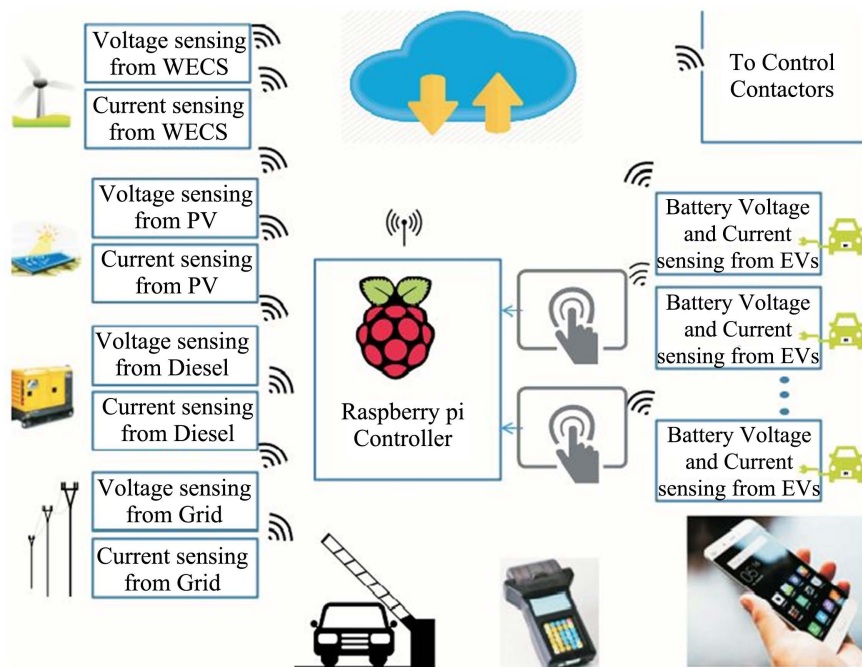 Voltage sensing
from WECS
Current sensing
from WECS
Voltage sensing
from PV
Current sensing
from PV
Voltage sensing
from Diesel
Current sensing
from Diesel
Voltage sensing
from Grid
Current sensing
from Grid
Raspberry pi
Controller
To Control
Contactors
Battery Voltage
and Current
sensing from EVs
Battery Voltage
and Current
sensing from EVs
Battery Voltage
and Current
sensing from EVs